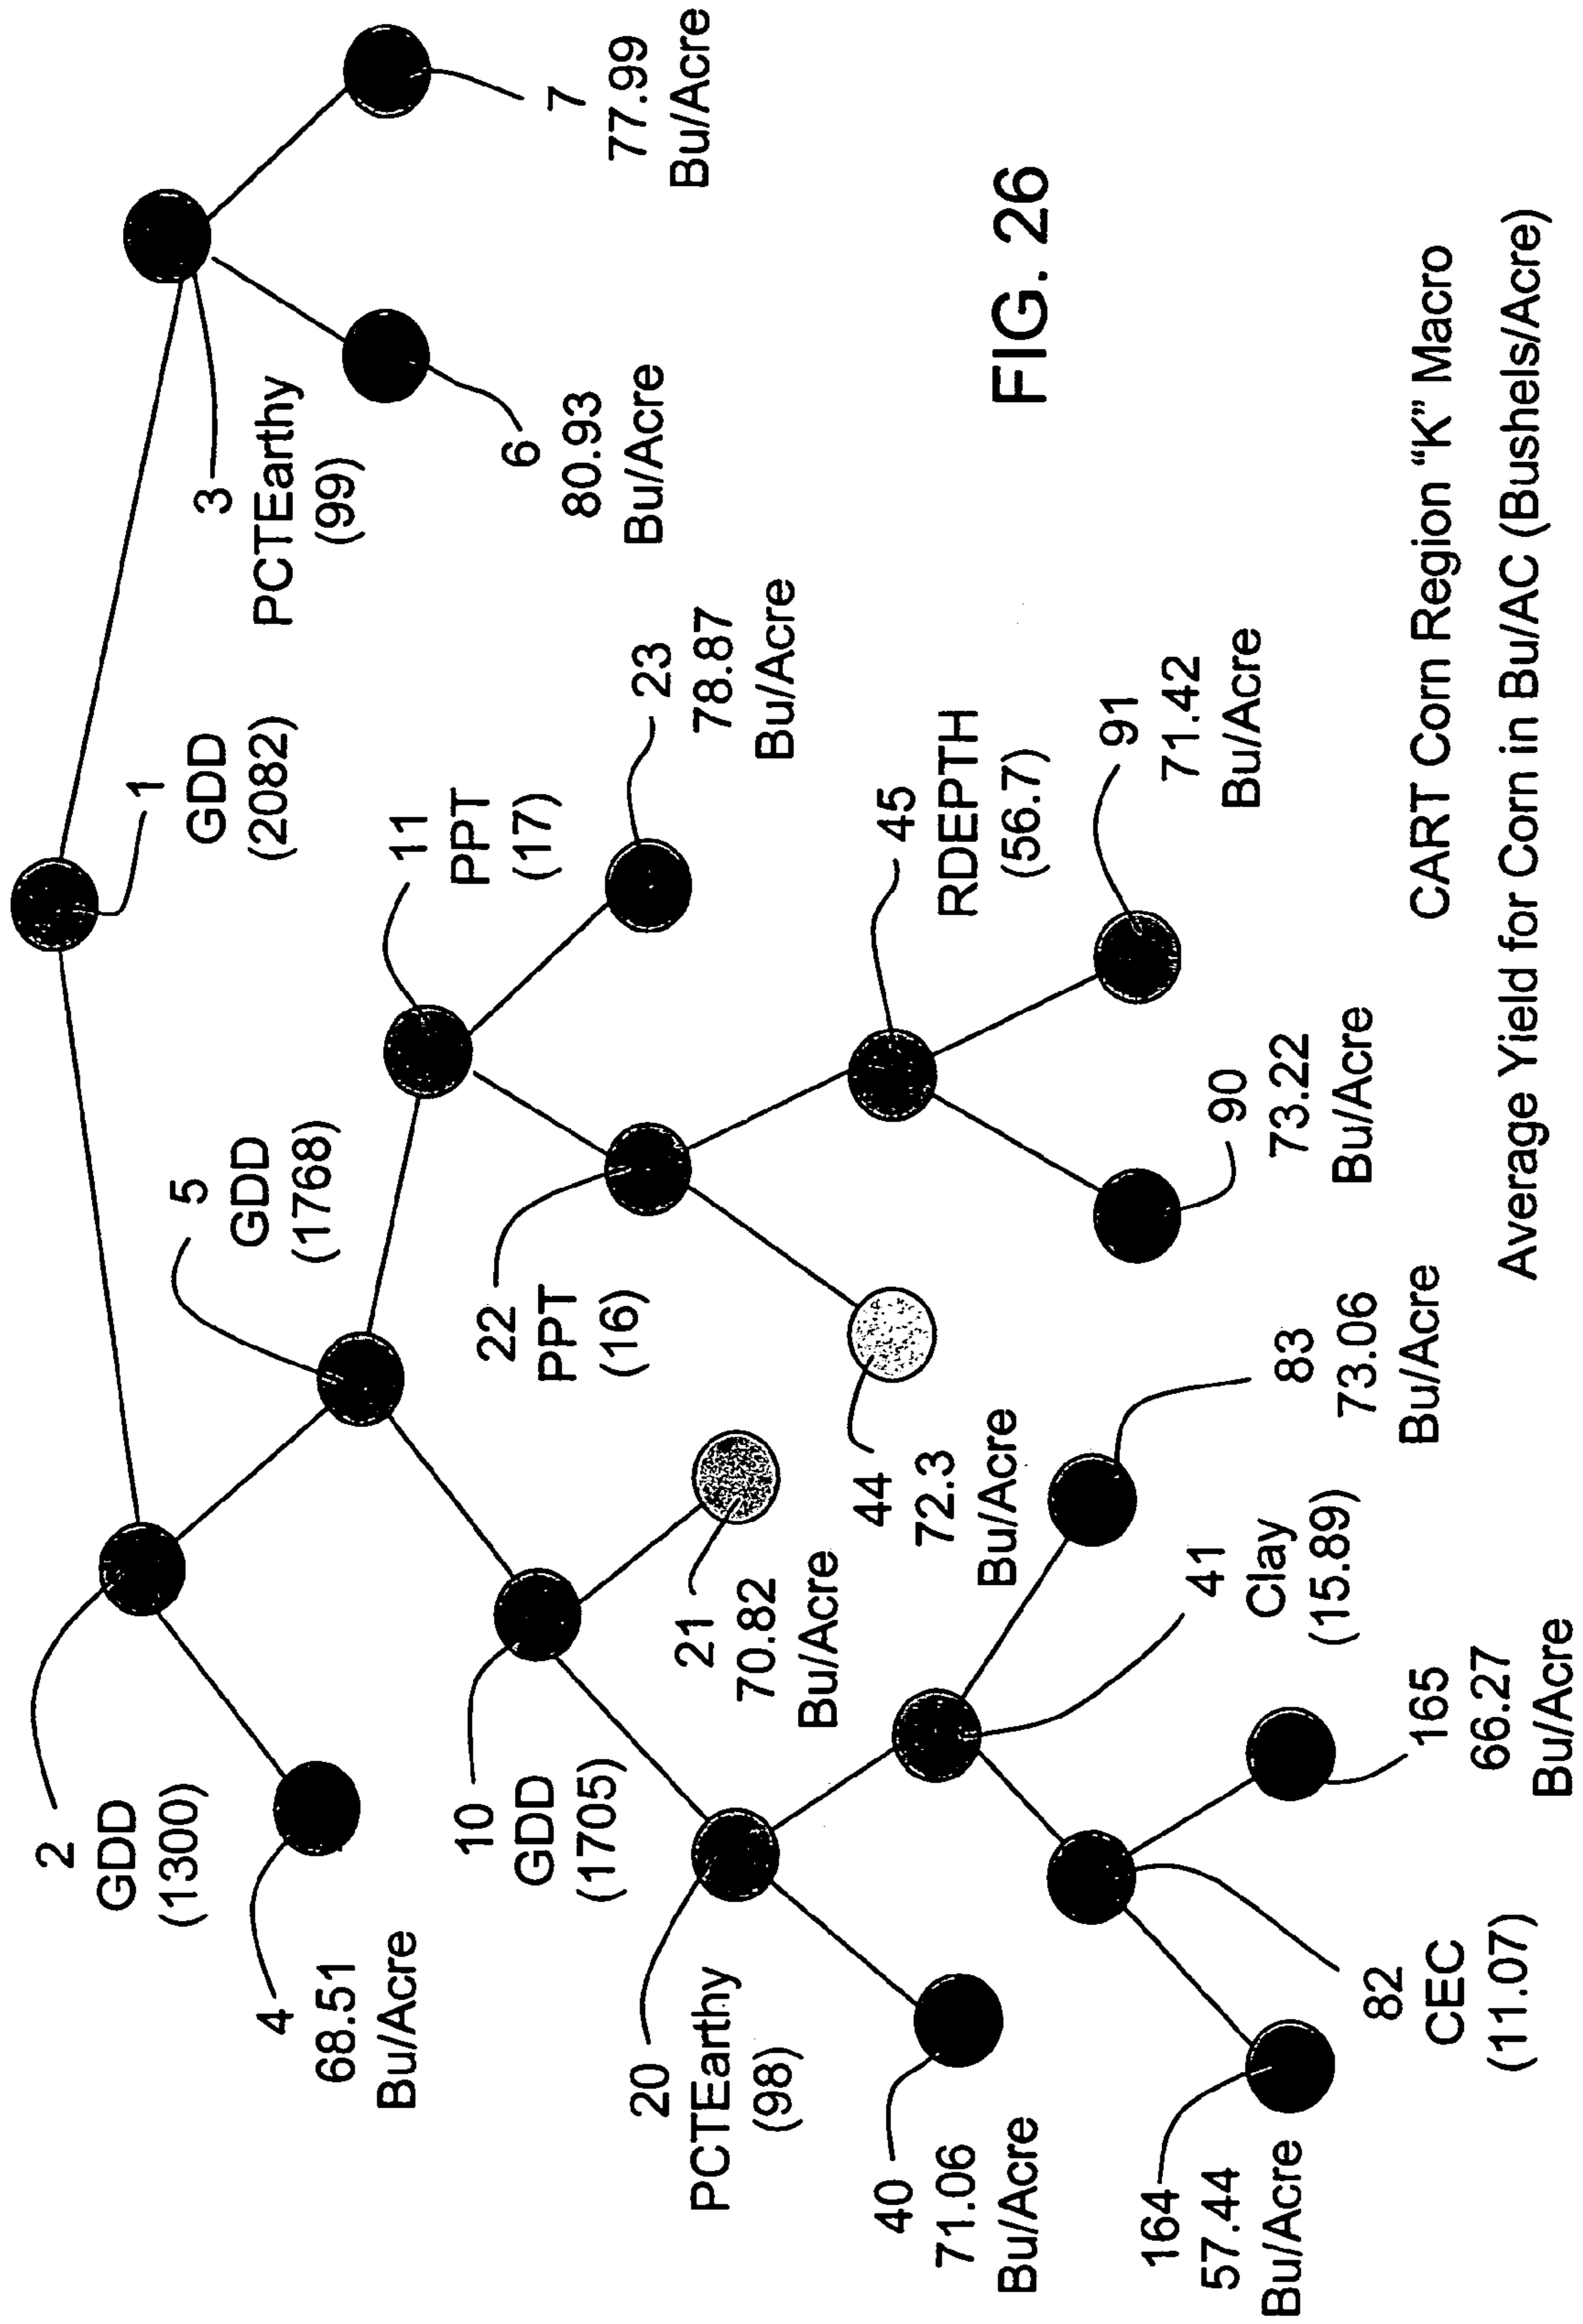 1
GDD
(2082)
2
GDD
(1300)
3
PCTEarthy
(99)
4
68.51
Bu/Acre
5
GDD
(1768)
6
80.93
Bu/Acre
7
77.99
Bu/Acre
10
GDD
(1705)
11
PPT
(17)
20
PCTEarthy
(98)
21
70.82
Bu/Acre
22
PPT
(16)
23
78.87
Bu/Acre
40
71.06
Bu/Acre
41
Clay
(15.89)
44
72.3
Bu/Acre
45
RDEPTH
(56.7)
82
CEC
(11.07)
83
73.06
Bu/Acre
90
73.22
Bu/Acre
91
71.42
Bu/Acre
164
57.44
Bu/Acre
165
66.27
Bu/Acre
FIG. 26
CART Corn Region “K” Macro
Average Yield for Corn in Bu/AC (Bushels/Acre)